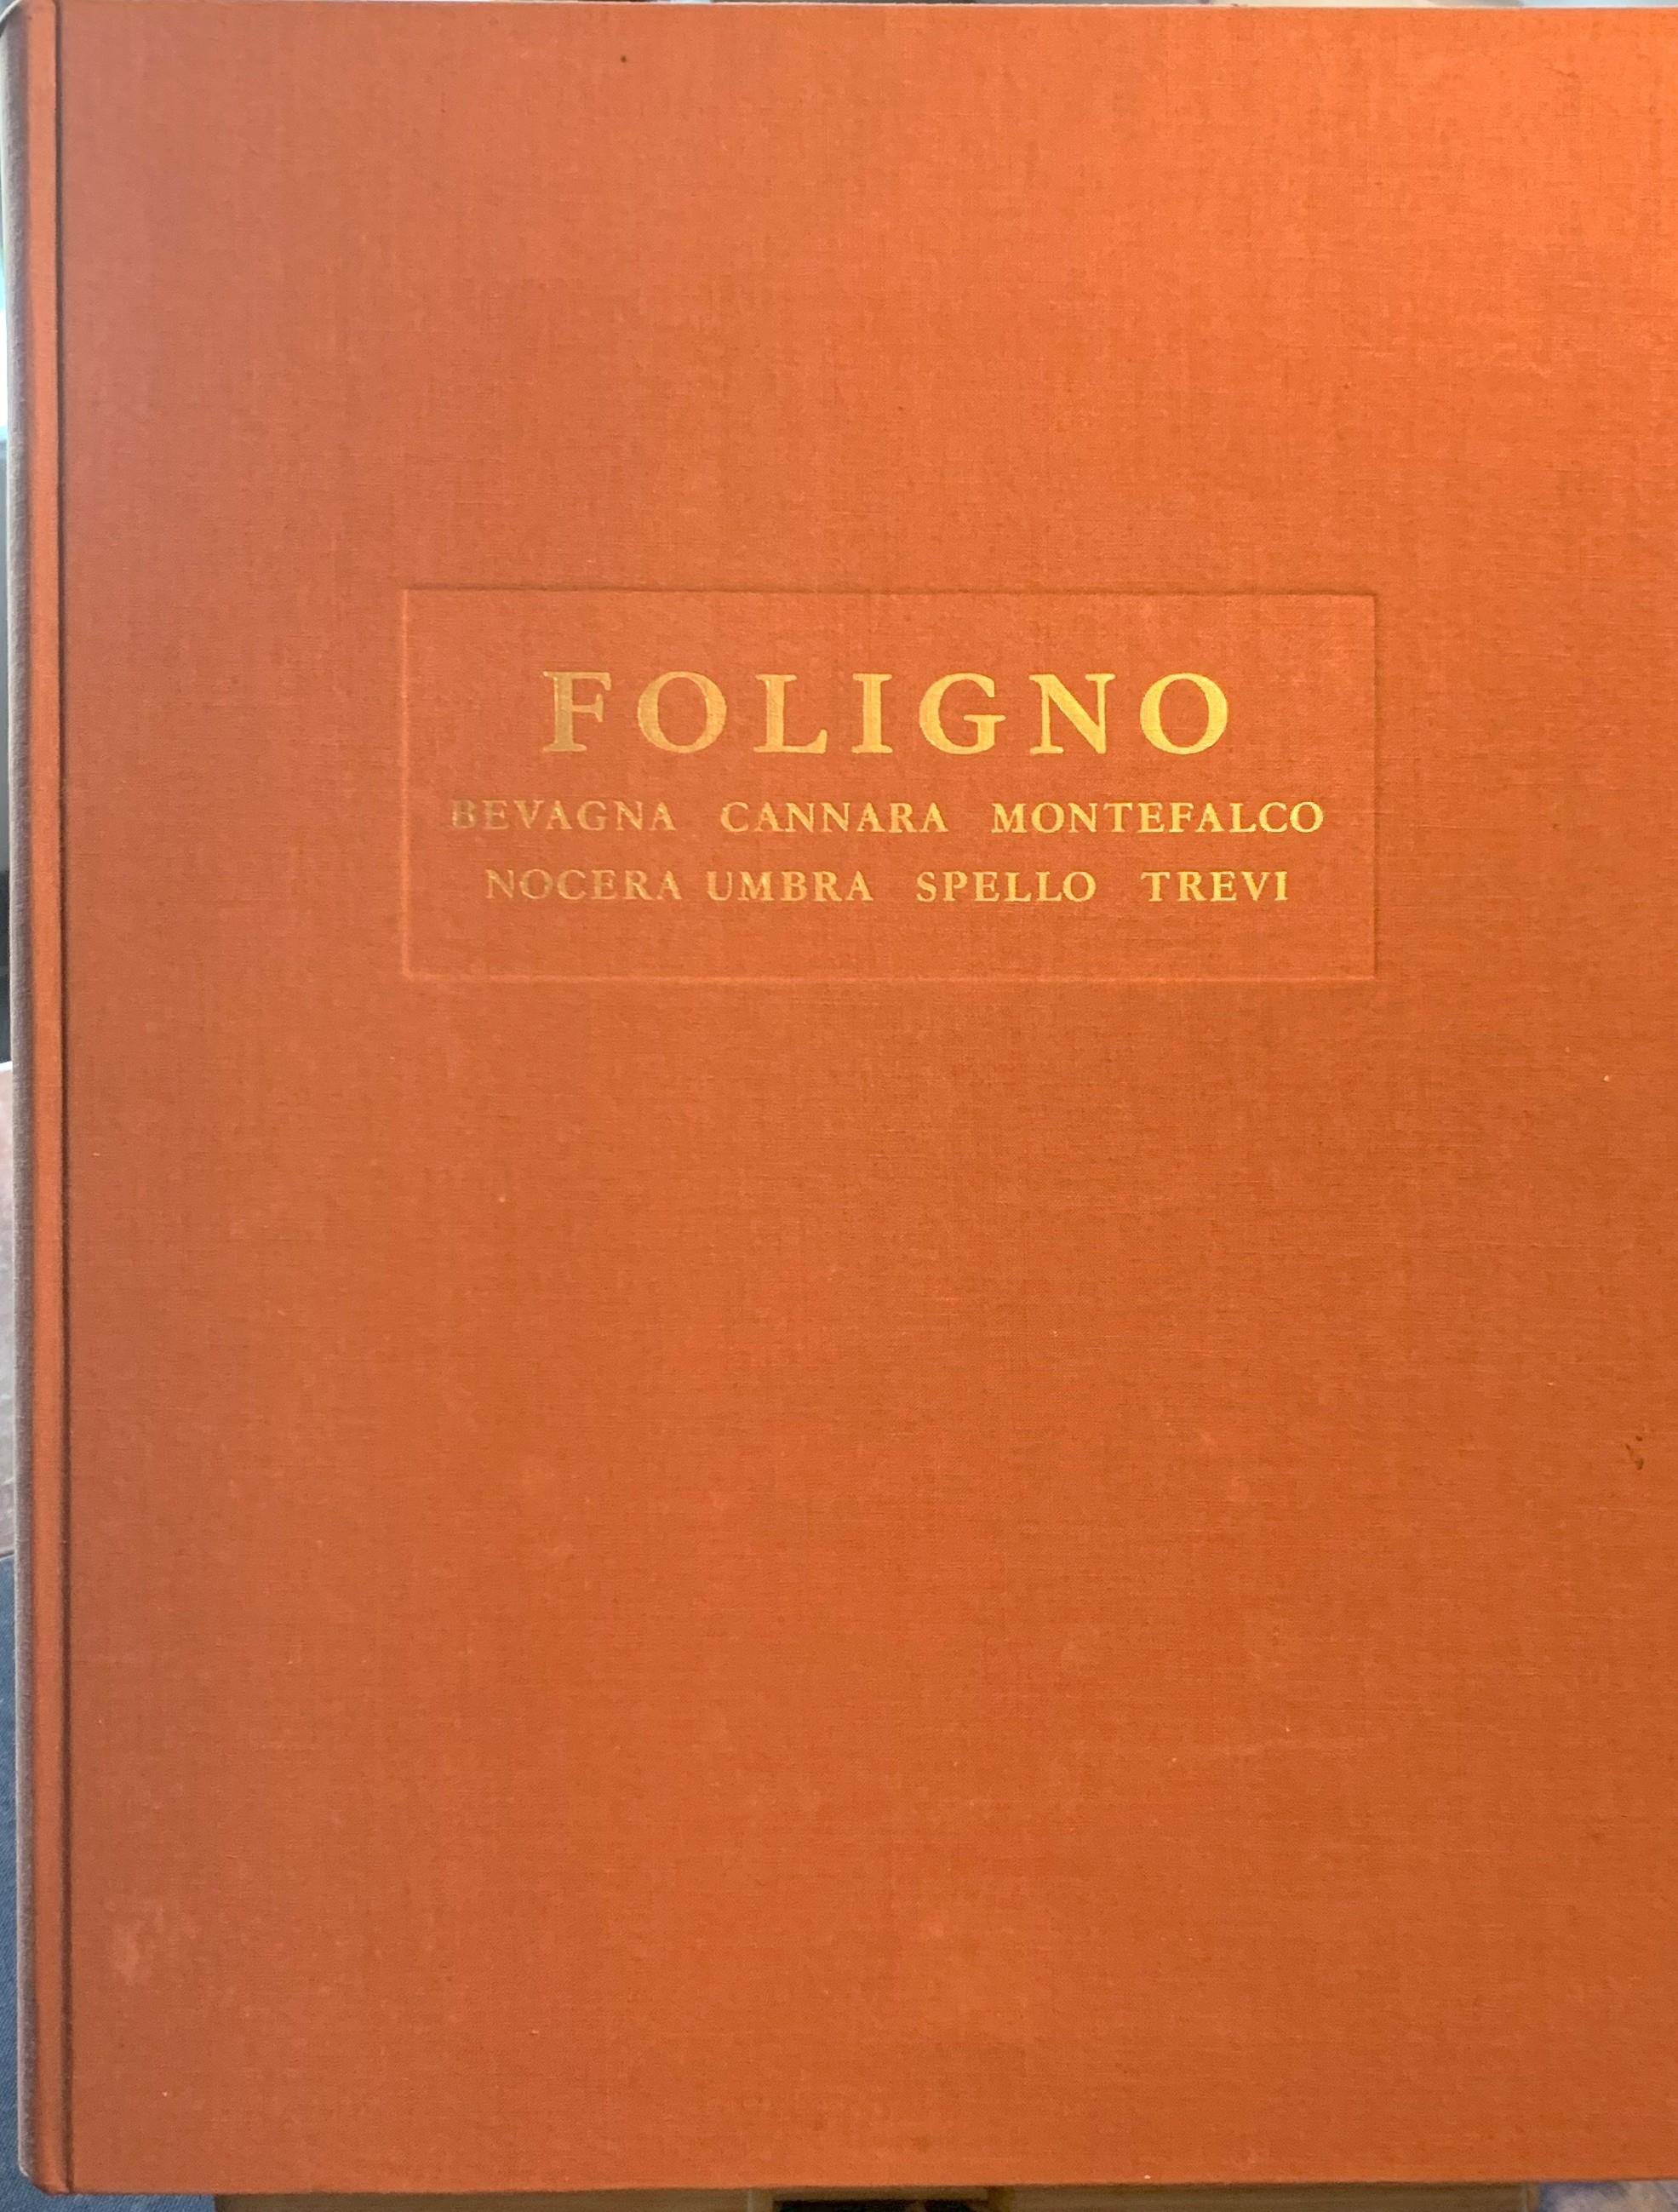 FOLIGNO
BEVAGNA CANNARA MONTEFALCO
NOCERA UMBRA SPELLO TREVI